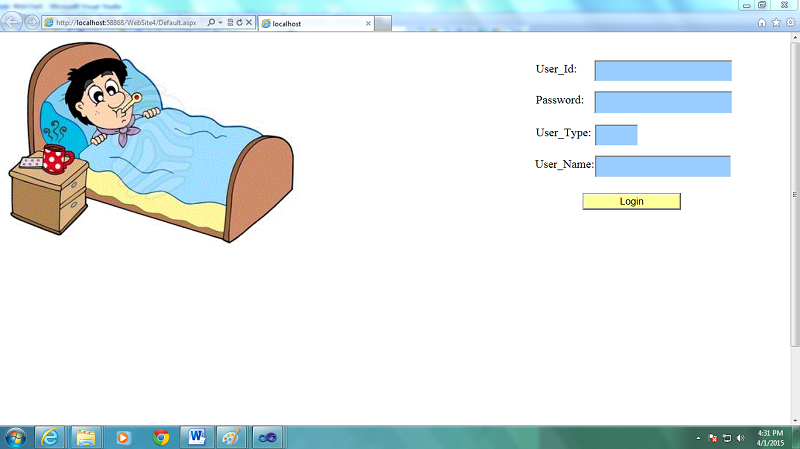 http://localhost:58868/WebSite4/Default.aspx
localhost
User_Id:
Password:
User_Type:
User_Name:
Login
4:31 PM
4/1/2015